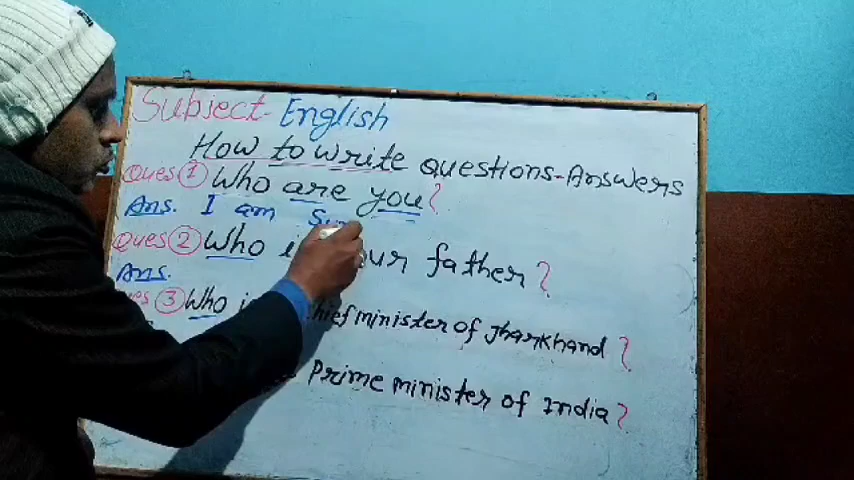 Subject- English
How to write Questions-Answers
Ques ① Who are you?
Ans. I am
Ques ② Who father?
Ans.
③ Who minister of Jharkhand?
Prime minister of India?